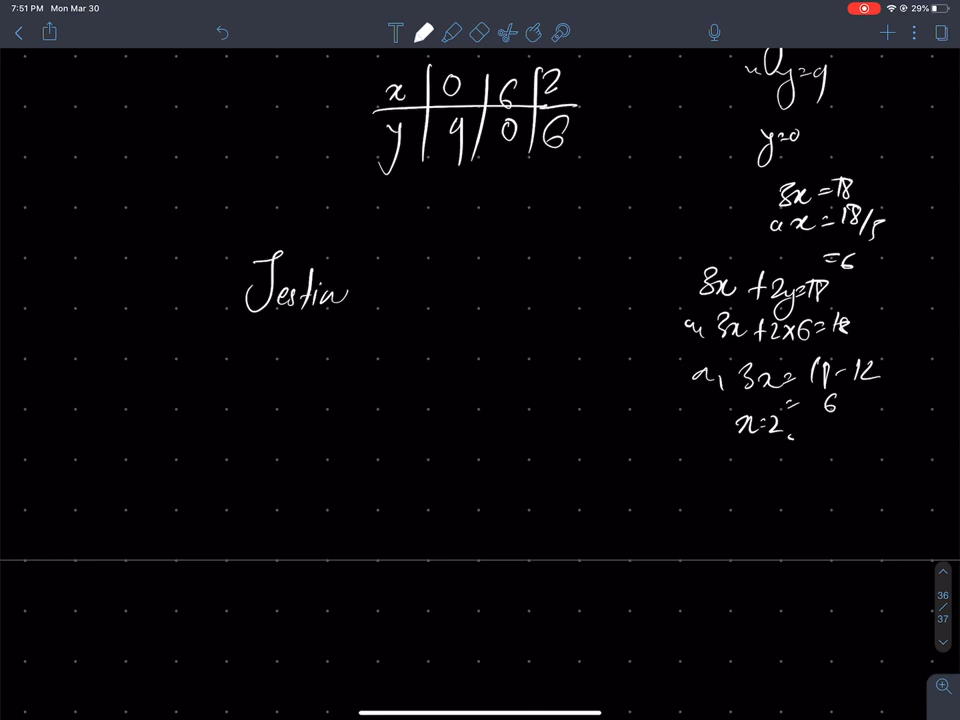 7:51 PM Mon Mar 30
29%
T
x 0 6 2
y 9 0 6
y=9
y=0
3x=18
x=18/3
=6
3x+2y=18
3x+2x6=18
3x=18-12
= 6
x=2
36
/
37